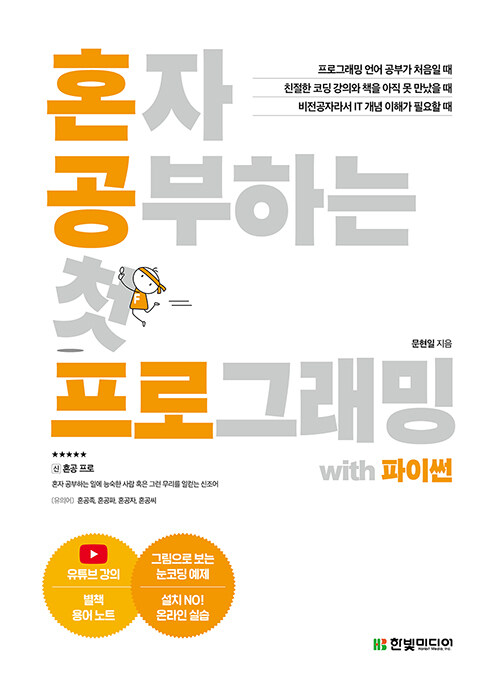 프로그래밍 언어 공부가 처음일 때
친절한 코딩 강의와 책을 아직 못 만났을 때
비전공자라서 IT 개념 이해가 필요할 때
혼자
공부하는
첫
프로그래밍
with 파이썬
문현일 지음
F
★★★★★
신 혼공 프로
혼자 공부하는 일에 능숙한 사람 혹은 그런 무리를 일컫는 신조어
(유의어) 혼공족, 혼공파, 혼공자, 혼공씨
유튜브 강의
별책
용어 노트
그림으로 보는
눈코딩 예제
설치 NO!
온라인 실습
HB 한빛미디어
Hanbit Media, Inc.